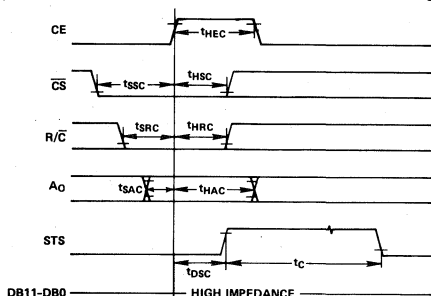 CE
tHEC
CS
tSSC
tHSC
R/C
tSRC
tHRC
A0
tSAC
tHAC
STS
tDSC
tC
DB11-DB0
HIGH IMPEDANCE